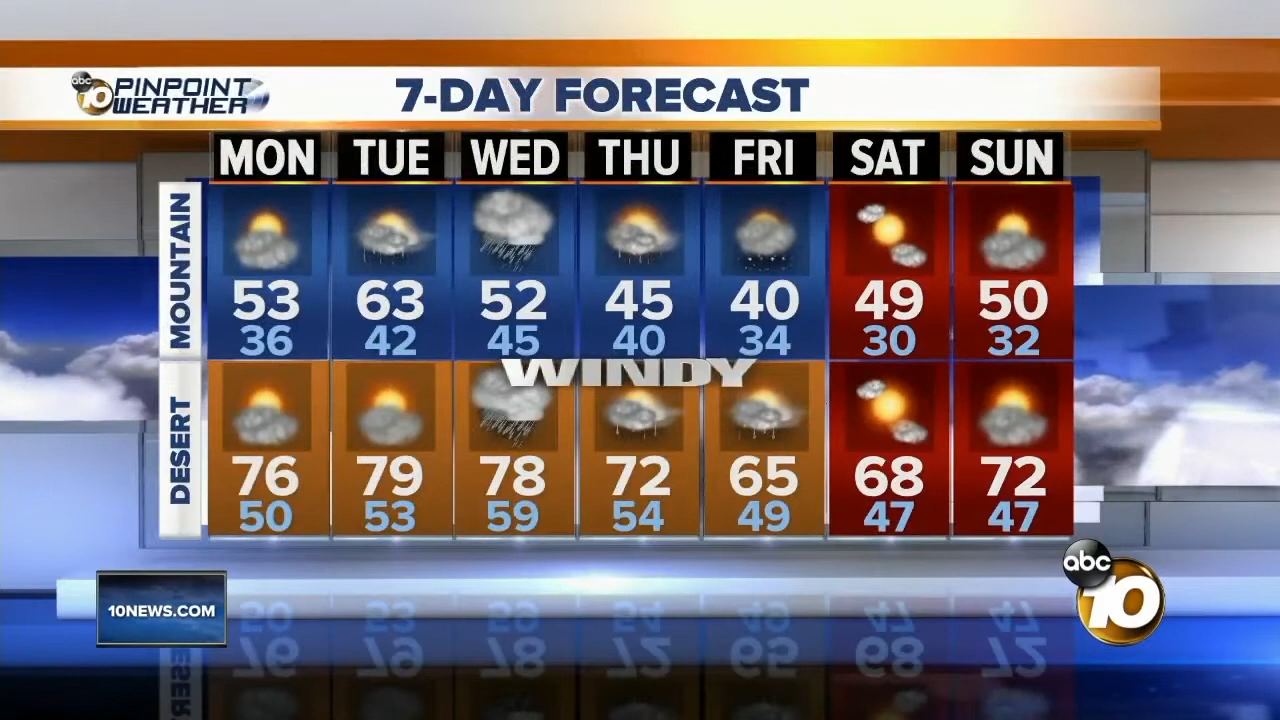 abc 10 PINPOINT WEATHER
7-DAY FORECAST
MON TUE WED THU FRI SAT SUN
MOUNTAIN
53 63 52 45 40 49 50
36 42 45 40 34 30 32
WINDY
DESERT
76 79 78 72 65 68 72
50 53 59 54 49 47 47
10NEWS.COM
abc 10